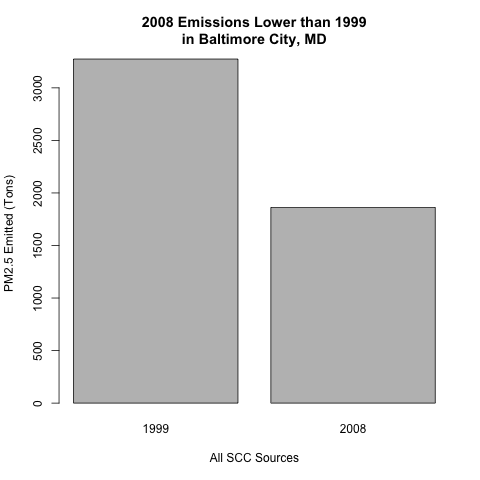 2008 Emissions Lower than 1999
in Baltimore City, MD
PM2.5 Emitted (Tons)
3000
2500
2000
1500
1000
500
0
1999
2008
All SCC Sources